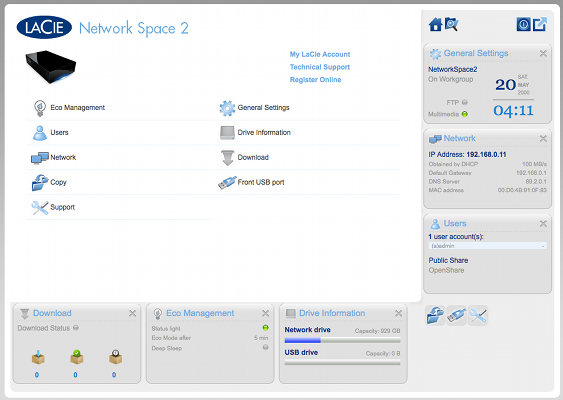 LACIE Network Space 2
My LaCie Account
Technical Support
Register Online
Eco Management
General Settings
Users
Drive Information
Network
Download
Copy
Front USB port
Support
General Settings
NetworkSpace2
On Workgroup
20 SAT. MAY 2000
FTP
Multimedia
04:11
Network
IP Address: 192.168.0.11
Obtained by DHCP 100 MB/s
Default Gateway 192.168.0.1
DNS Server 89.2.0.1
MAC address 00:D0:4B:91:0F:83
Users
1 user account(s):
(s)admin
Public Share
OpenShare
Download
Download Status
0 0 0
Eco Management
Status light
Eco Mode after 5 min
Deep Sleep
Drive Information
Network drive Capacity: 929 GB
USB drive Capacity: 0 B